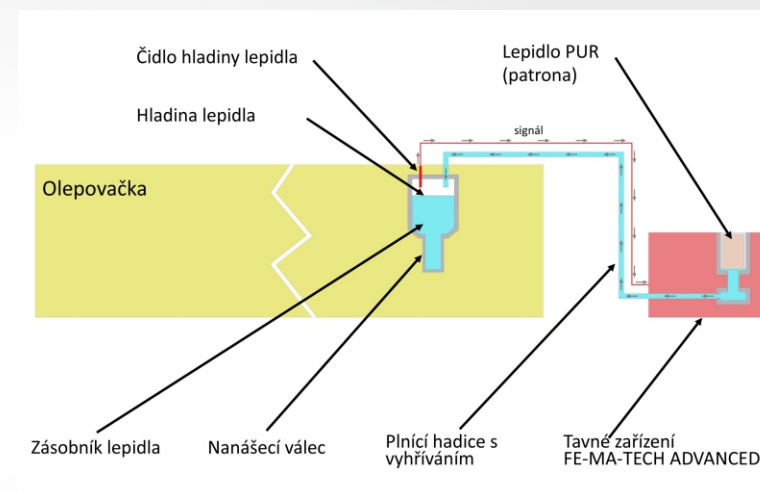 Čidlo hladiny lepidla
Lepidlo PUR
(patrona)
Hladina lepidla
signál
Olepovačka
Zásobník lepidla
Nanášecí válec
Plnící hadice s
vyhříváním
Tavné zařízení
FE-MA-TECH ADVANCED